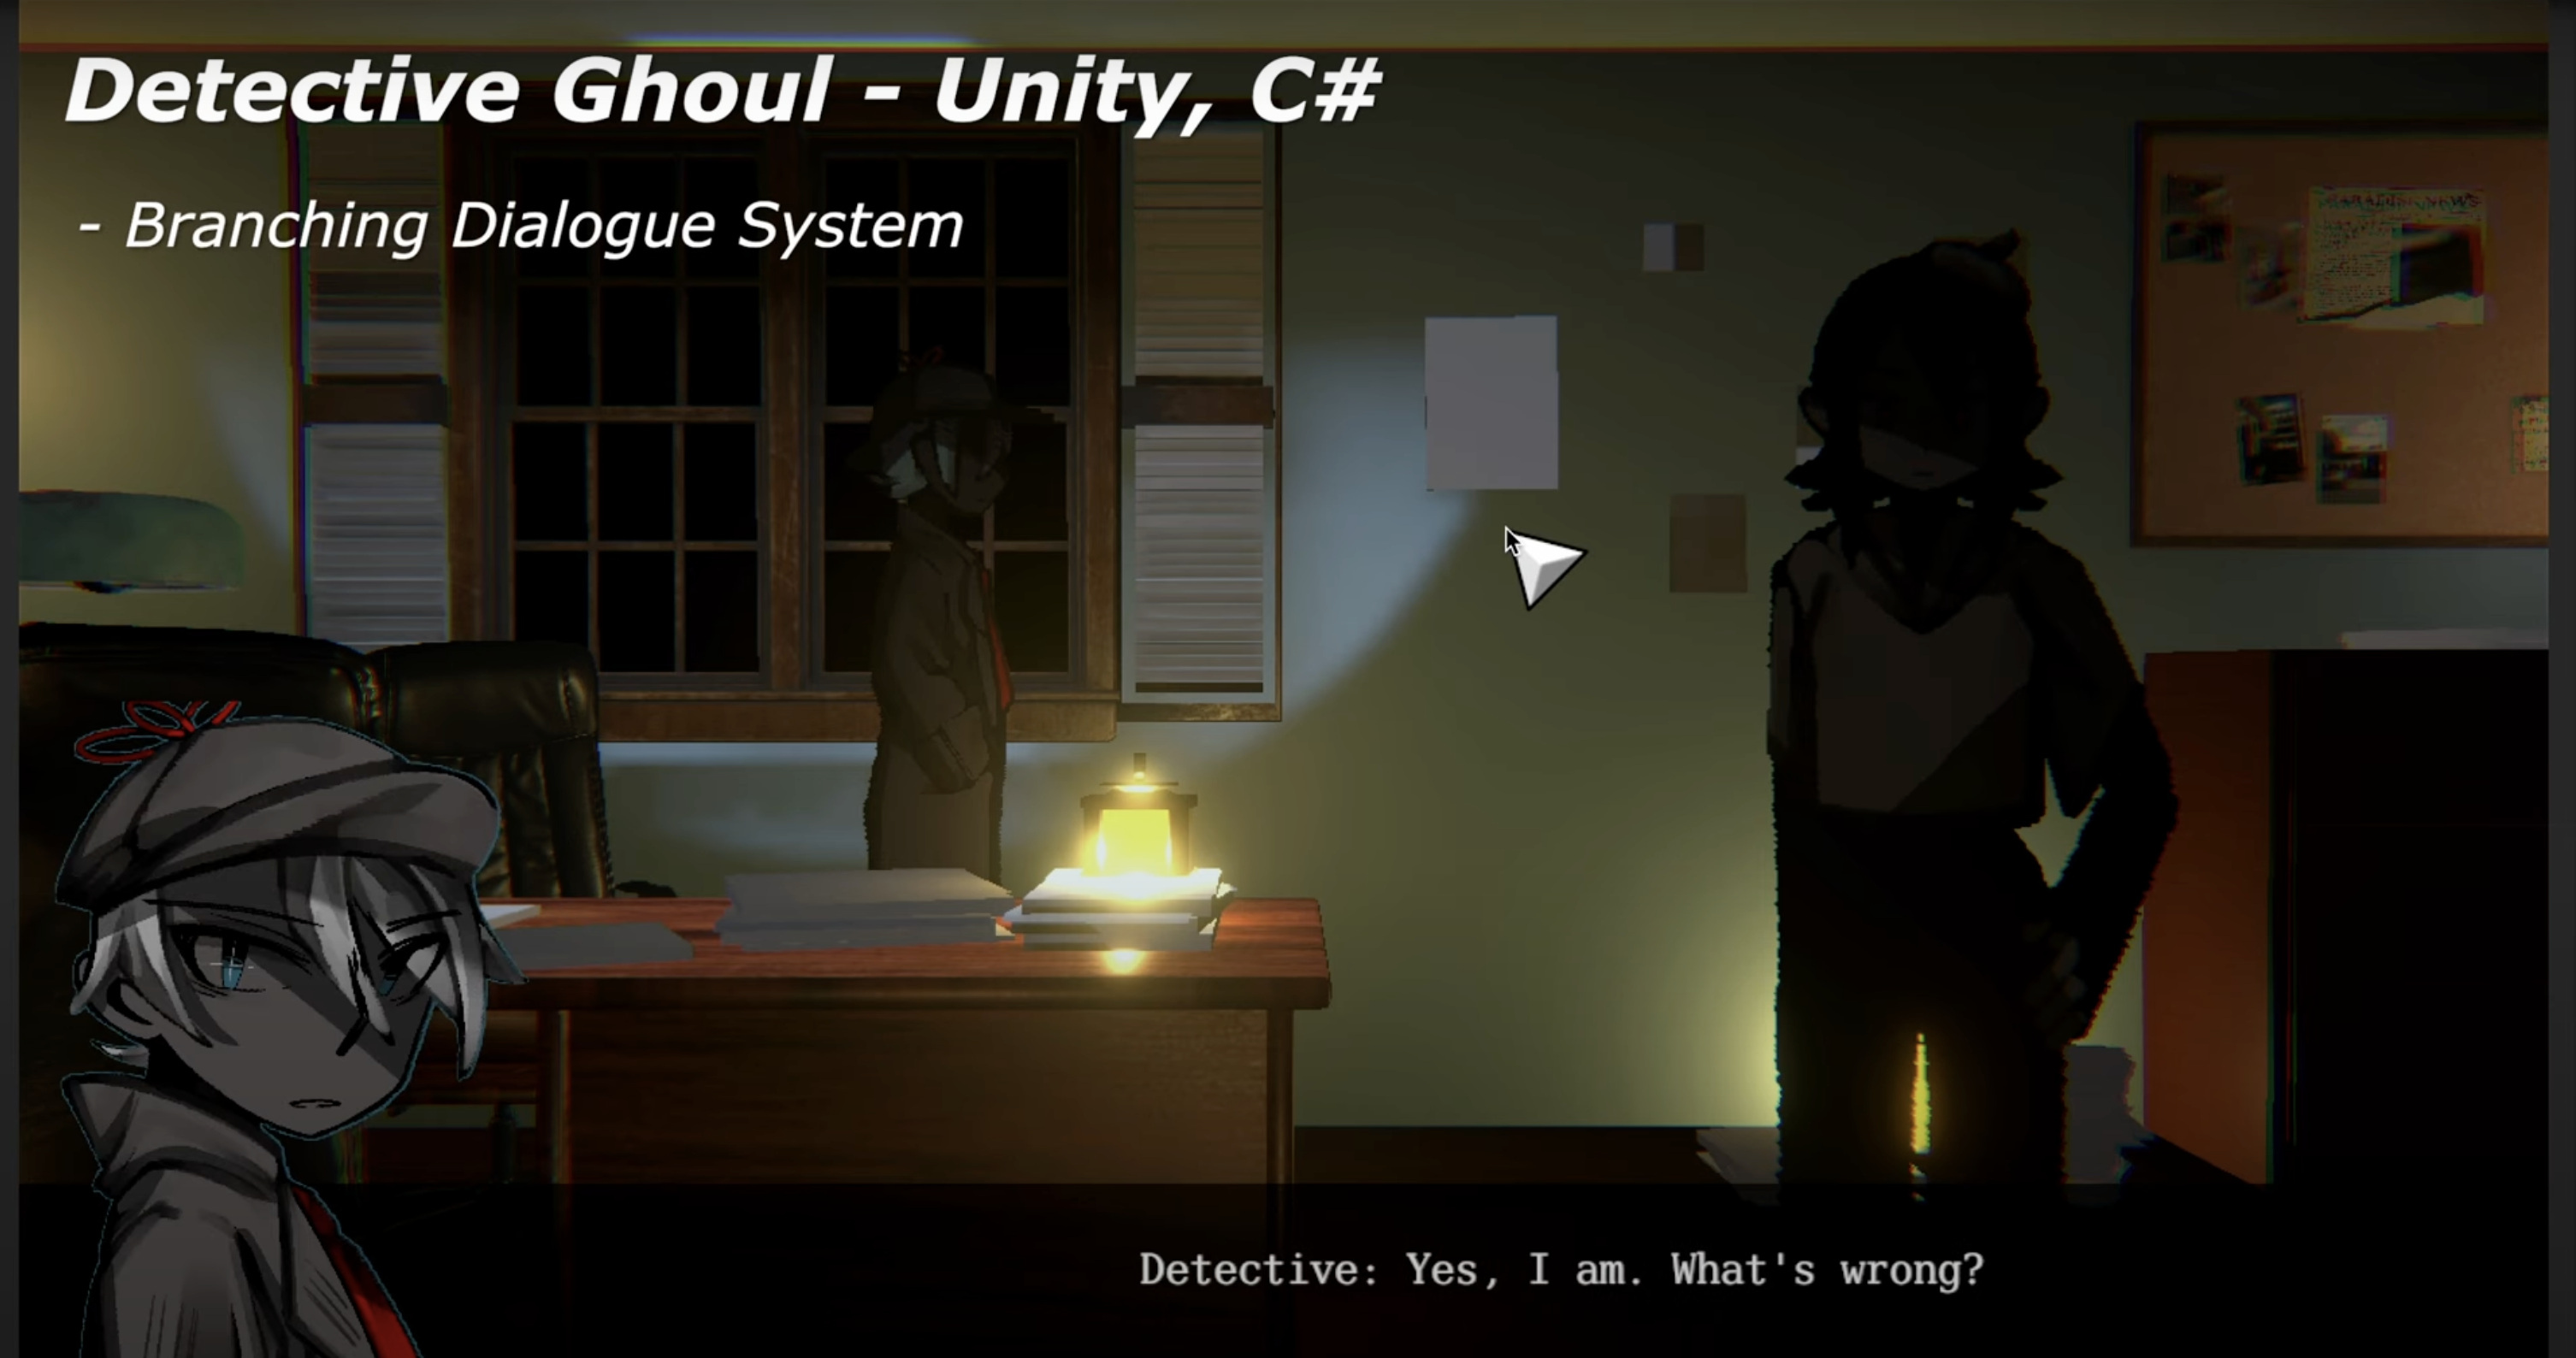 Detective Ghoul - Unity, C#
- Branching Dialogue System
Detective: Yes, I am. What's wrong?